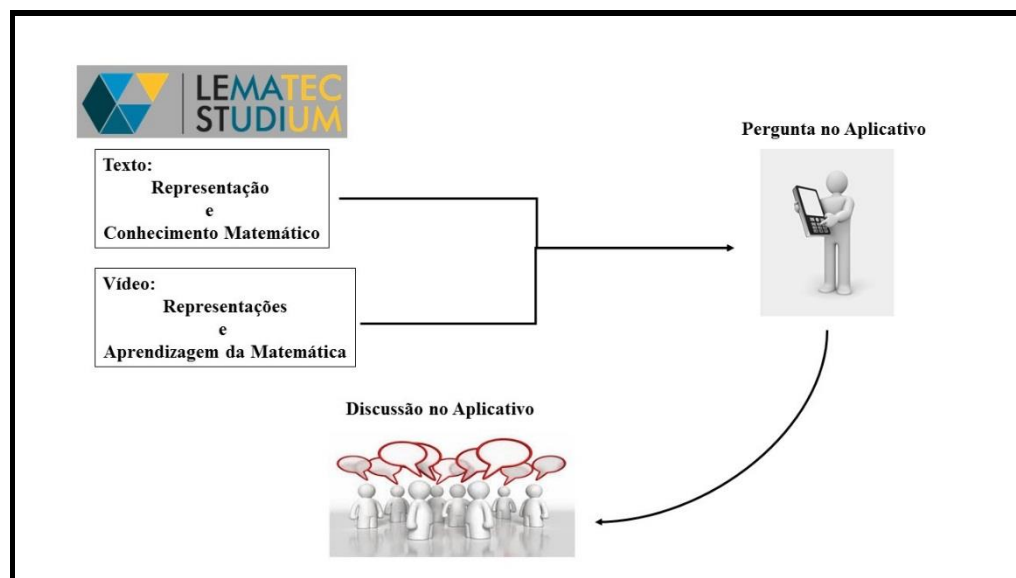 LEMATEC
STUDIUM
Texto:
Representação
e
Conhecimento Matemático
Vídeo:
Representações
e
Aprendizagem da Matemática
Pergunta no Aplicativo
Discussão no Aplicativo